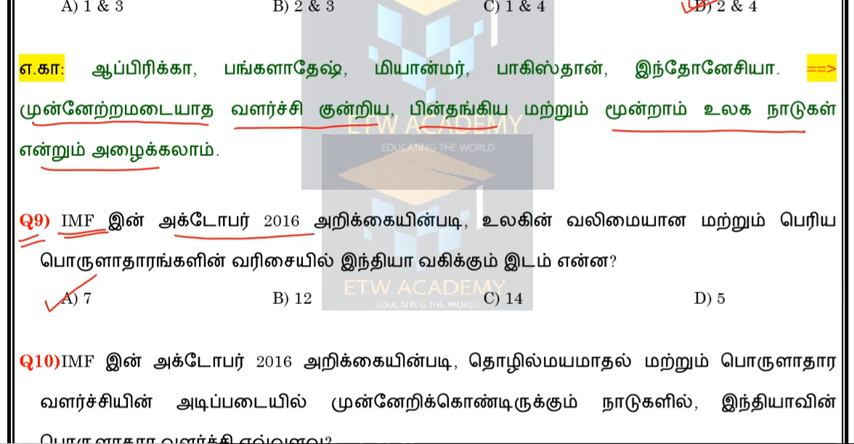 A) 1 & 3 B) 2 & 3 C) 1 & 4 D) 2 & 4
எ.கா: ஆப்பிரிக்கா, பங்களாதேஷ், மியான்மர், பாகிஸ்தான், இந்தோனேசியா. ==>
முன்னேற்றமடையாத வளர்ச்சி குன்றிய, பின்தங்கிய மற்றும் மூன்றாம் உலக நாடுகள்
என்றும் அழைக்கலாம்.
ETW ACADEMY
EDUCATING THE WORLD
Q9) IMF இன் அக்டோபர் 2016 அறிக்கையின்படி, உலகின் வலிமையான மற்றும் பெரிய
பொருளாதாரங்களின் வரிசையில் இந்தியா வகிக்கும் இடம் என்ன?
ETW ACADEMY
EDUCATING THE WORLD
A) 7 B) 12 C) 14 D) 5
Q10)IMF இன் அக்டோபர் 2016 அறிக்கையின்படி, தொழில்மயமாதல் மற்றும் பொருளாதார
வளர்ச்சியின் அடிப்படையில் முன்னேறிக்கொண்டிருக்கும் நாடுகளில், இந்தியாவின்
பொருளாதார வளர்ச்சி எவ்வளவு?